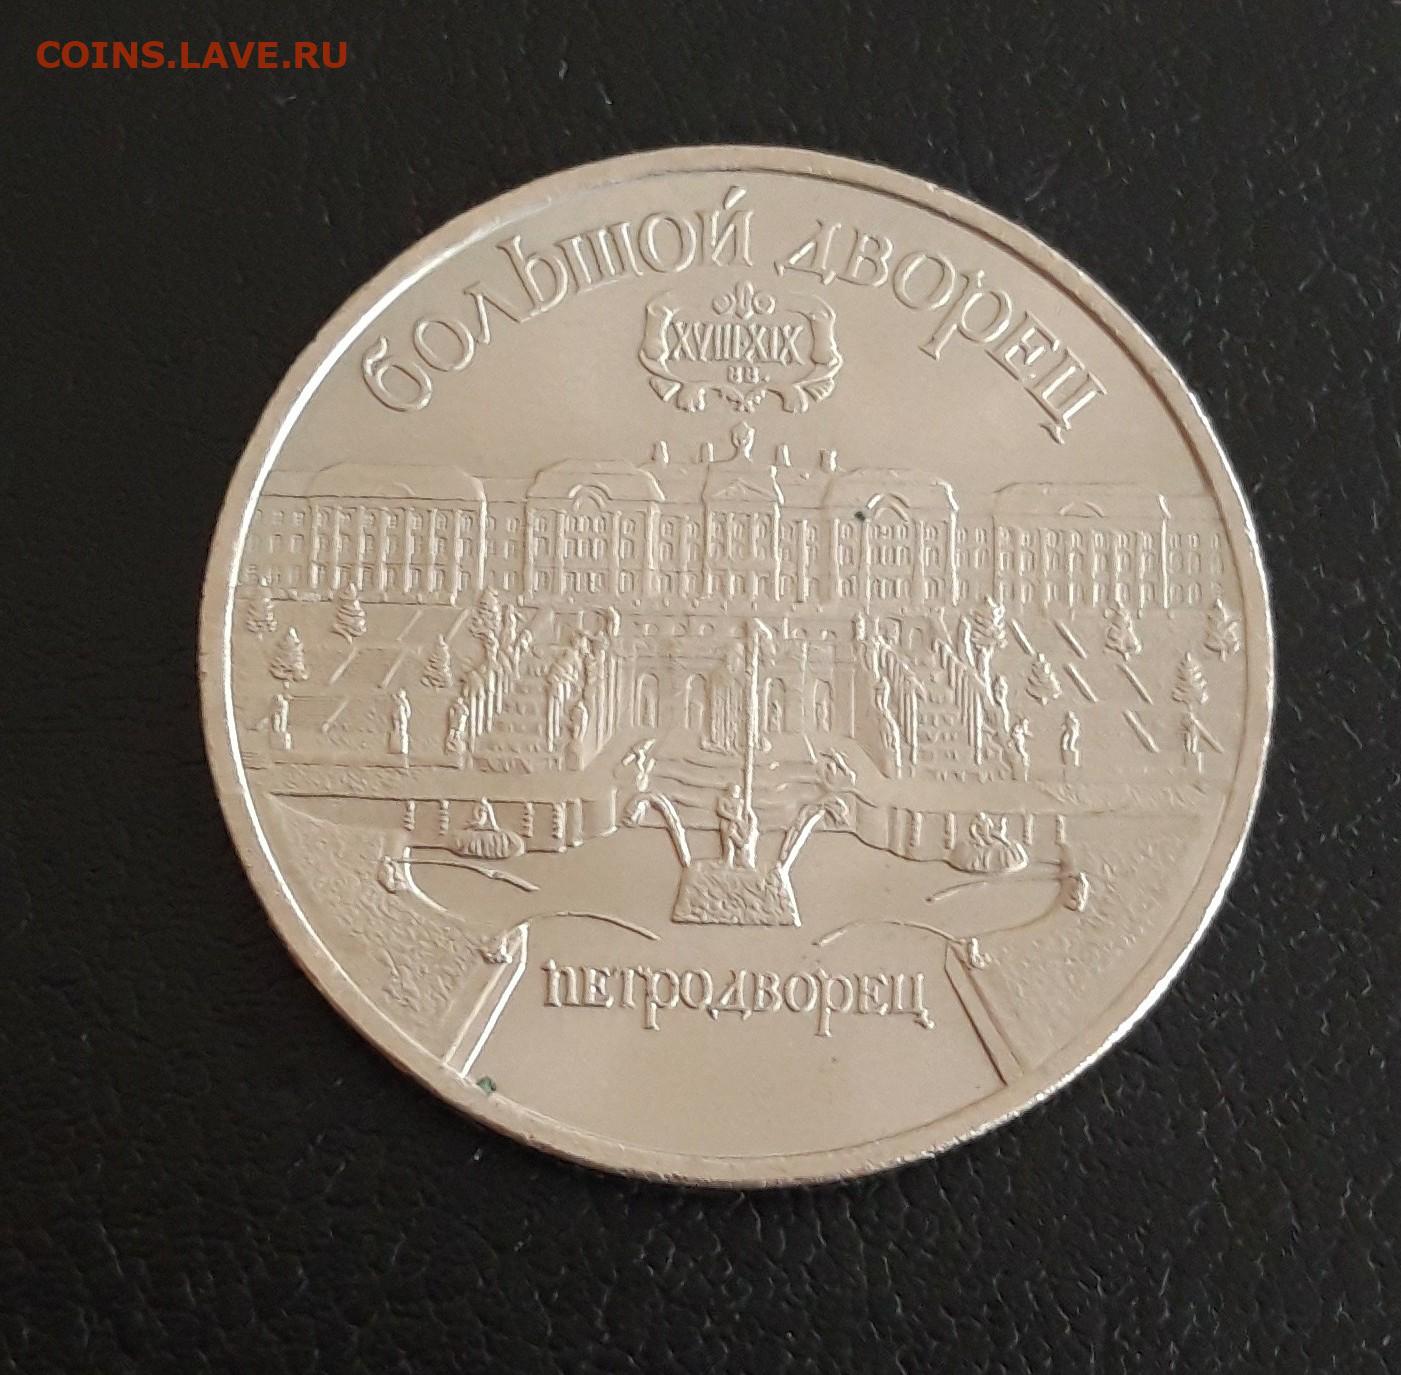 COINS.LAVE.RU
БОЛЬШОЙ ДВОРЕЦ
XVIII-XIX
ВВ.
ПЕТРОДВОРЕЦ